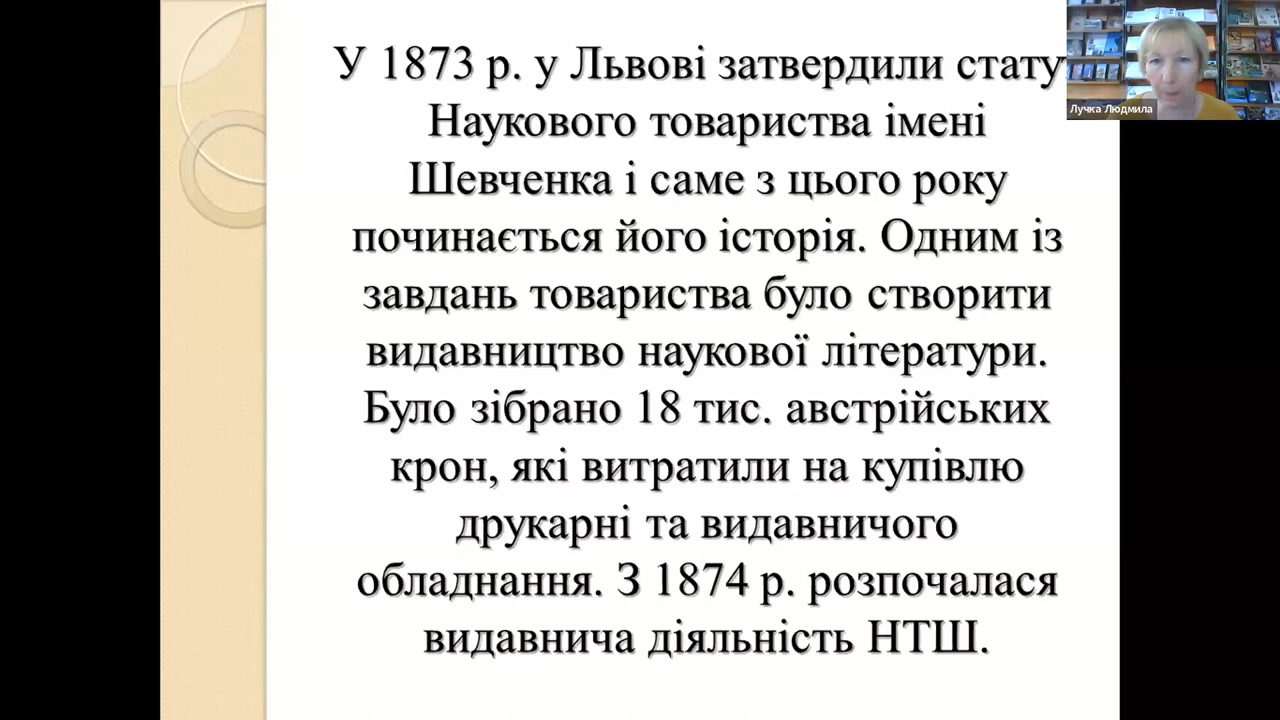 У 1873 р. у Львові затвердили стату
Наукового товариства імені
Шевченка і саме з цього року
починається його історія. Одним із
завдань товариства було створити
видавництво наукової літератури.
Було зібрано 18 тис. австрійських
крон, які витратили на купівлю
друкарні та видавничого
обладнання. З 1874 р. розпочалася
видавнича діяльність НТШ.
Лучка Людмила